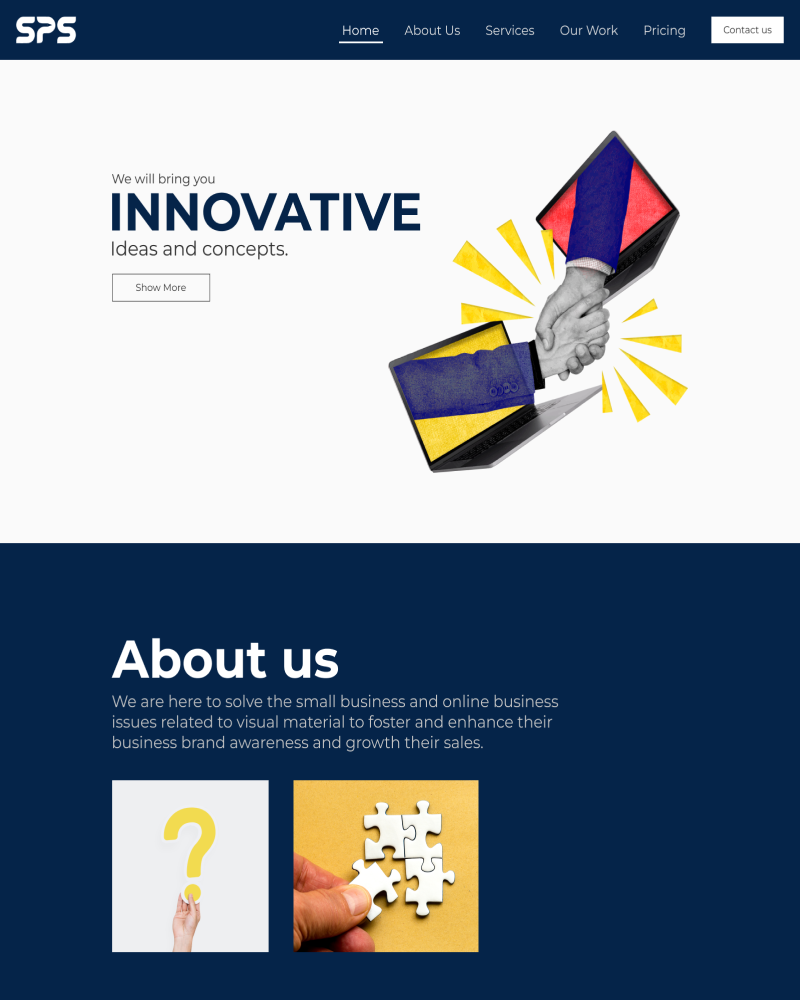 SPS
Home About Us Services Our Work Pricing Contact us
We will bring you
INNOVATIVE
Ideas and concepts.
Show More
About us
We are here to solve the small business and online business
issues related to visual material to foster and enhance their
business brand awareness and growth their sales.
?